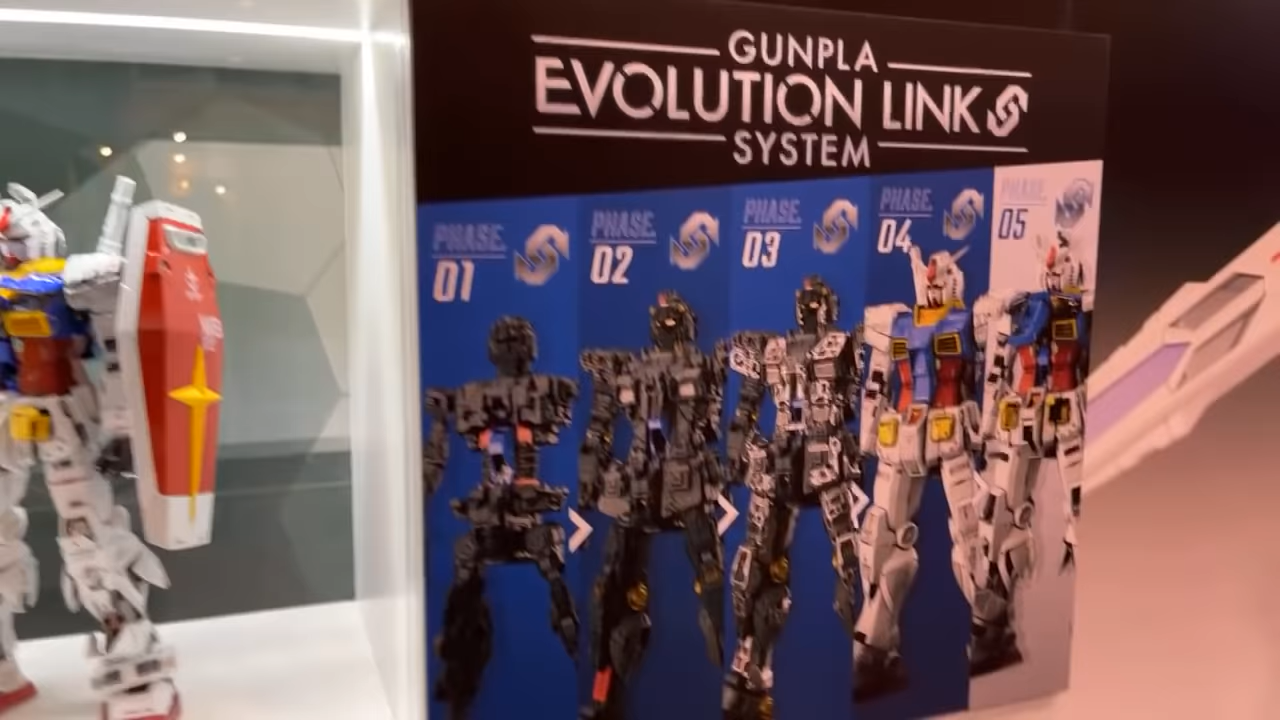 GUNPLA
EVOLUTION LINK
SYSTEM
PHASE.
01
PHASE.
02
PHASE.
03
PHASE.
04
PHASE.
05